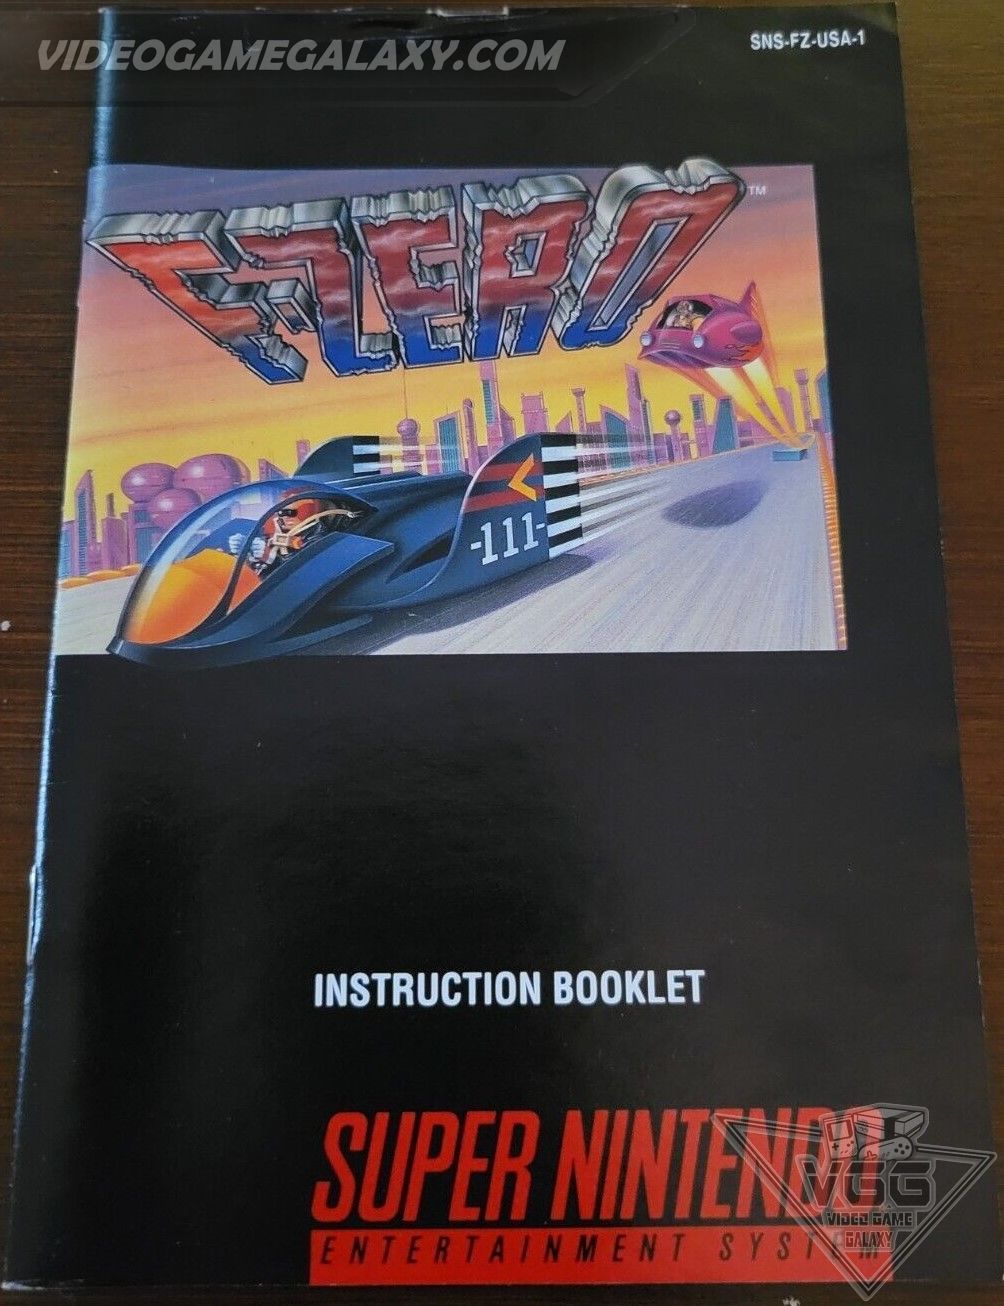 VIDEOGAMEGALAXY.COM
SNS-FZ-USA-1
F-ZERO™
-111-
INSTRUCTION BOOKLET
SUPER NINTENDO
ENTERTAINMENT SYSTEM
VGG
VIDEO GAME
GALAXY